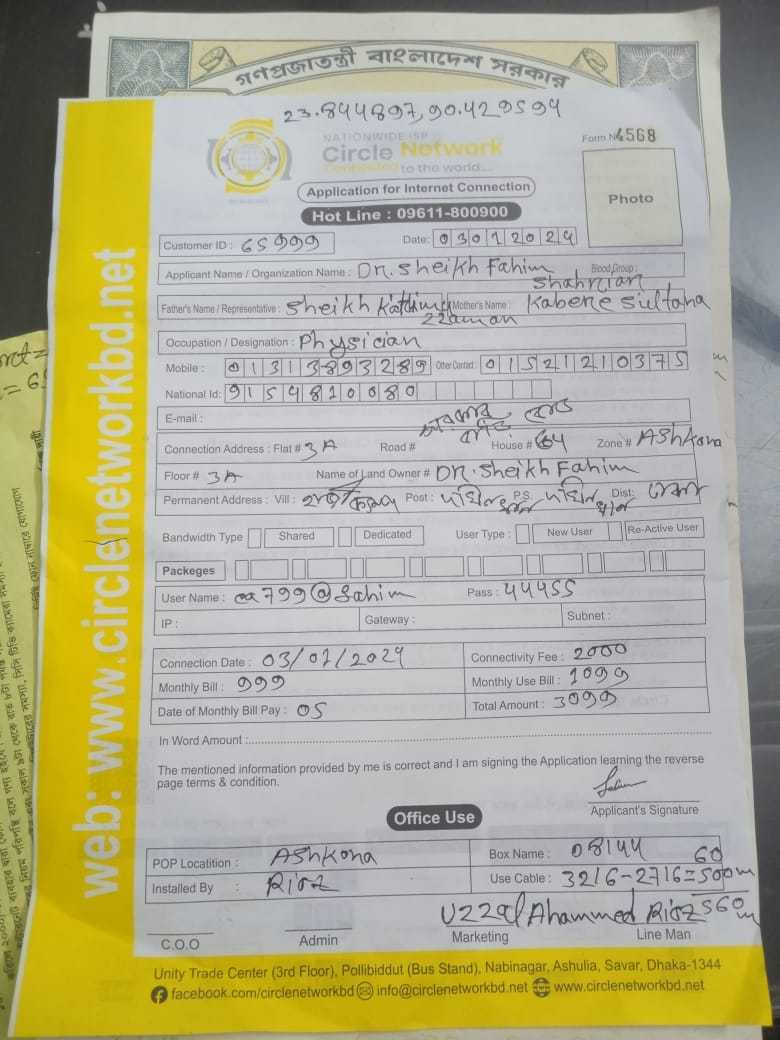 গণপ্রজাতন্ত্রী বাংলাদেশ সরকার
23.844897,90.429594
NATIONWIDE ISP
Circle Network
Connected to the world...
Form No 4568
Application for Internet Connection
Photo
Hot Line : 09611-800900
Customer ID : 65999
Date: 03012024
Applicant Name / Organization Name : Dr. Sheikh Fahim Shahrian
Blood Group :
Father's Name / Representative : Sheikh
Mother's Name : Kabene Sultana
Occupation / Designation : Physician
Mobile : 01313893289 Other Contact : 01521210375
National Id: 9154810080
E-mail :
Connection Address : Flat # 3A Road # House # 64 Zone # Ashkona
Floor # 3A Name of Land Owner # Dr. Sheikh Fahim
Permanent Address : Vill : Post : P.S. Dist: ঢাকা
Bandwidth Type Shared Dedicated User Type : New User Re-Active User
Packeges
User Name : ca799@fahim Pass : 44455
IP : Gateway : Subnet :
Connection Date : 03/01/2024 Connectivity Fee : 2000
Monthly Bill : 999 Monthly Use Bill : 1099
Date of Monthly Bill Pay : 05 Total Amount : 3099
In Word Amount :
The mentioned information provided by me is correct and I am signing the Application learning the reverse
page terms & condition.
Applicant's Signature
Office Use
POP Locatition : Ashkona Box Name : 08144 60
Installed By : Riaz Use Cable : 3216-2716=500m
Uzzal Ahammed Riaz 560m
C.O.O Admin Marketing Line Man
Unity Trade Center (3rd Floor), Pollibiddut (Bus Stand), Nabinagar, Ashulia, Savar, Dhaka-1344
facebook.com/circlenetworkbd info@circlenetworkbd.net www.circlenetworkbd.net
web: www.circlenetworkbd.net